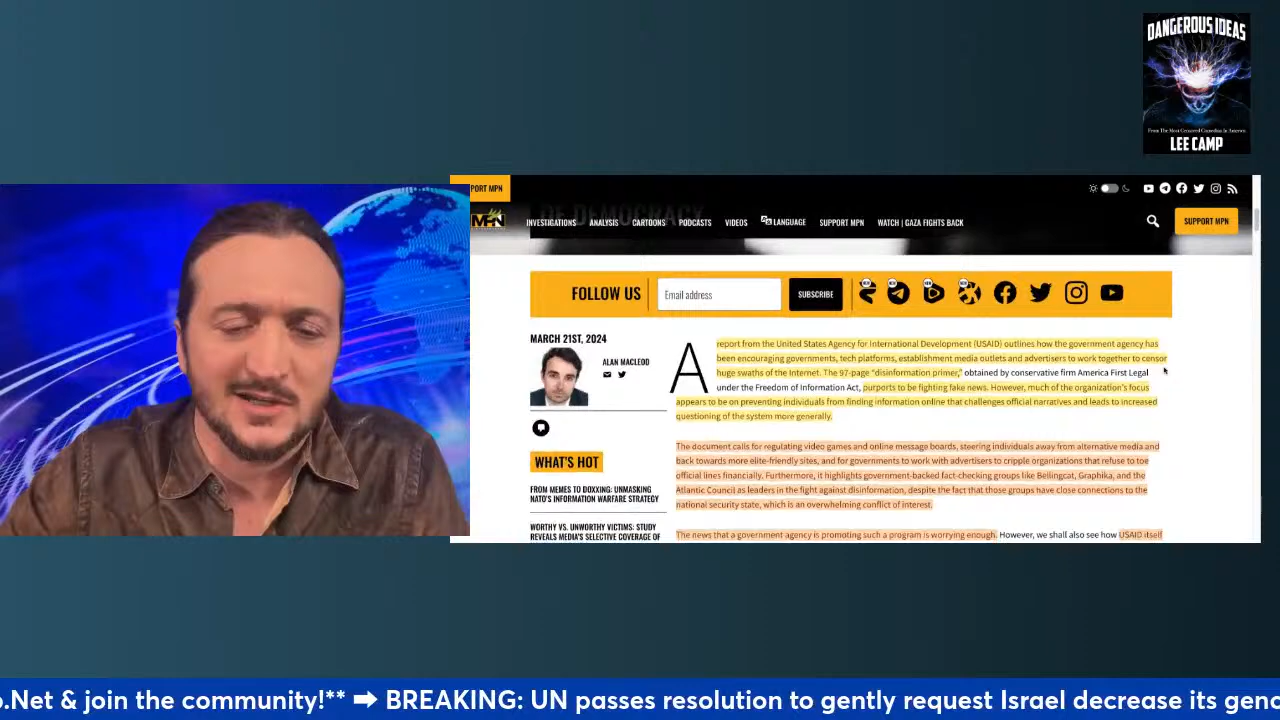 DANGEROUS IDEAS
From The Most Censored Comedian In America
LEE CAMP
PORT MPN
MPN
INVESTIGATIONS ANALYSIS CARTOONS PODCASTS VIDEOS LANGUAGE SUPPORT MPN WATCH | GAZA FIGHTS BACK
SUPPORT MPN
FOLLOW US Email address SUBSCRIBE
MARCH 21ST, 2024
ALAN MACLEOD
WHAT'S HOT
FROM MEMES TO DOXXING: UNMASKING
NATO'S INFORMATION WARFARE STRATEGY
WORTHY VS. UNWORTHY VICTIMS: STUDY
REVEALS MEDIA'S SELECTIVE COVERAGE OF
A report from the United States Agency for International Development (USAID) outlines how the government agency has
been encouraging governments, tech platforms, establishment media outlets and advertisers to work together to censor
huge swaths of the Internet. The 97-page "disinformation primer," obtained by conservative firm America First Legal
under the Freedom of Information Act, purports to be fighting fake news. However, much of the organization's focus
appears to be on preventing individuals from finding information online that challenges official narratives and leads to increased
questioning of the system more generally.
The document calls for regulating video games and online message boards, steering individuals away from alternative media and
back towards more elite-friendly sites, and for governments to work with advertisers to cripple organizations that refuse to toe
official lines financially. Furthermore, it highlights government-backed fact-checking groups like Bellingcat, Graphika, and the
Atlantic Council as leaders in the fight against disinformation, despite the fact that those groups have close connections to the
national security state, which is an overwhelming conflict of interest.
The news that a government agency is promoting such a program is worrying enough. However, we shall also see how USAID itself
.Net & join the community!** ➡ BREAKING: UN passes resolution to gently request Israel decrease its geno